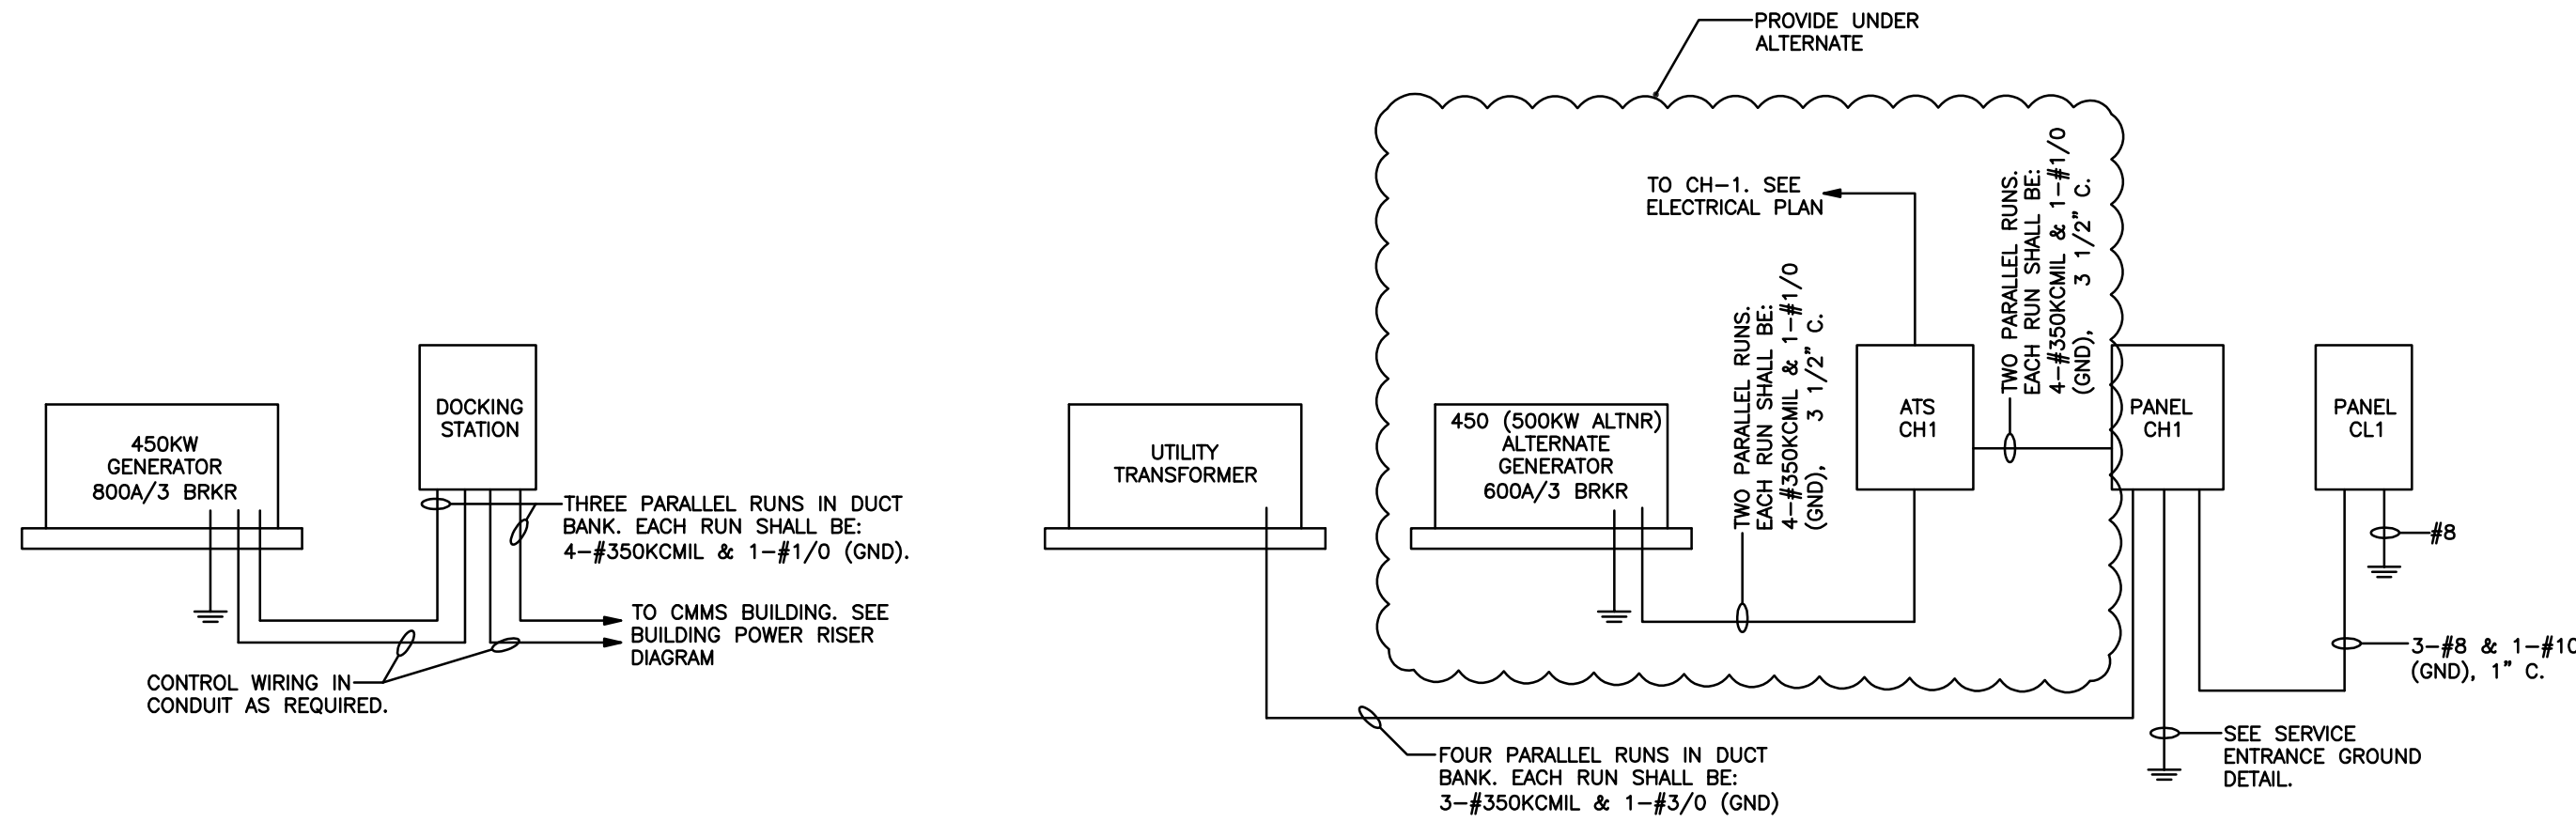 PROVIDE UNDER
ALTERNATE
TO CH-1. SEE
ELECTRICAL PLAN
TWO PARALLEL RUNS.
EACH RUN SHALL BE:
4-#350KCMIL & 1-#1/0
(GND), 3 1/2" C.
TWO PARALLEL RUNS.
EACH RUN SHALL BE:
4-#350KCMIL & 1-#1/0
(GND), 3 1/2" C.
450KW
GENERATOR
800A/3 BRKR
DOCKING
STATION
UTILITY
TRANSFORMER
450 (500KW ALTNR)
ALTERNATE
GENERATOR
600A/3 BRKR
ATS
CH1
PANEL
CH1
PANEL
CL1
THREE PARALLEL RUNS IN DUCT
BANK. EACH RUN SHALL BE:
4-#350KCMIL & 1-#1/0 (GND).
#8
TO CMMS BUILDING. SEE
BUILDING POWER RISER
DIAGRAM
3-#8 & 1-#10
(GND), 1" C.
CONTROL WIRING IN
CONDUIT AS REQUIRED.
SEE SERVICE
ENTRANCE GROUND
DETAIL.
FOUR PARALLEL RUNS IN DUCT
BANK. EACH RUN SHALL BE:
3-#350KCMIL & 1-#3/0 (GND)